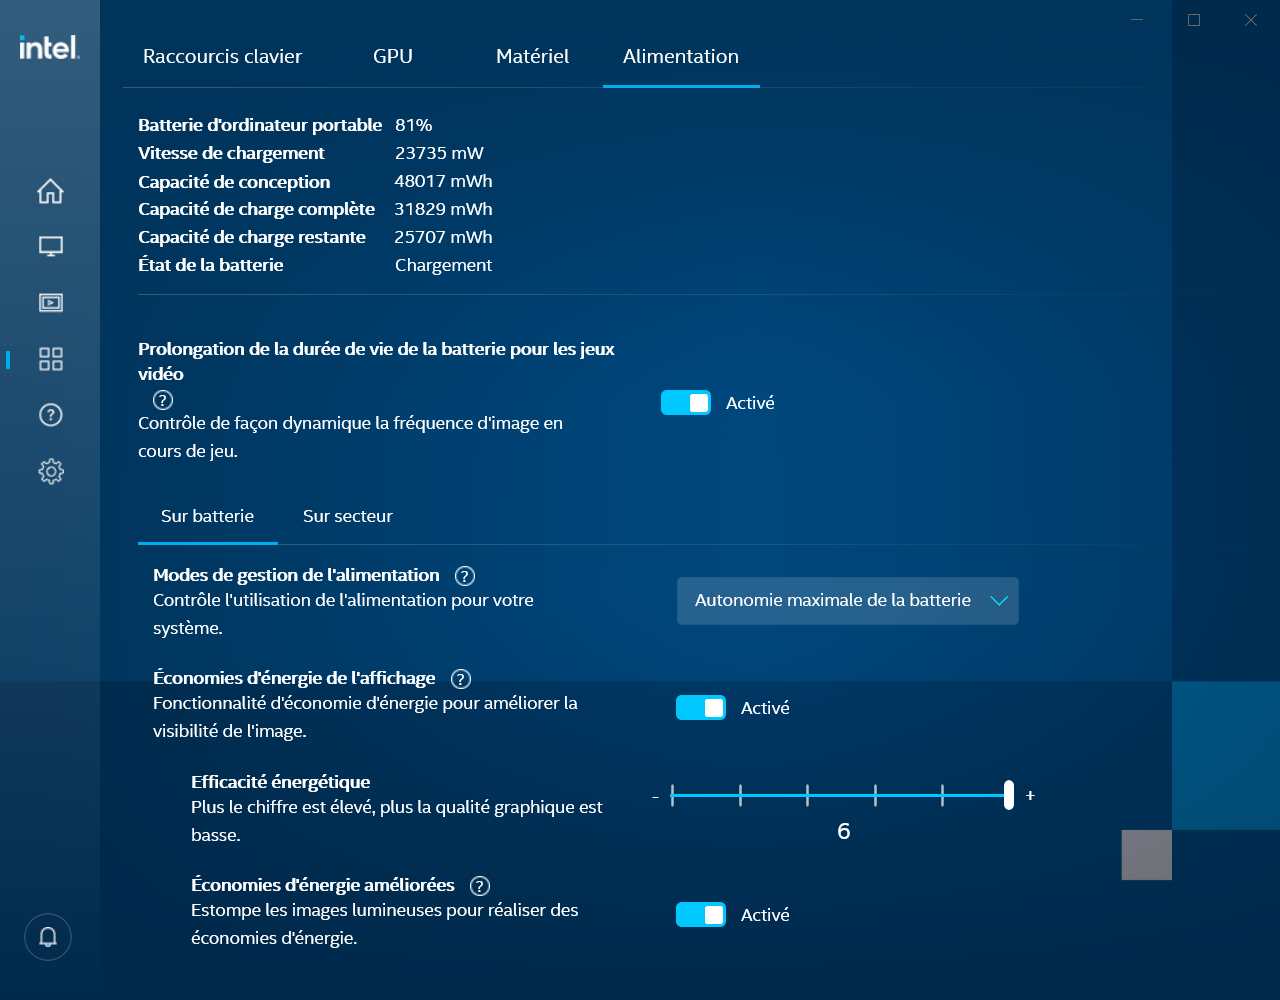 intel.
Raccourcis clavier GPU Matériel Alimentation
Batterie d'ordinateur portable 81%
Vitesse de chargement 23735 mW
Capacité de conception 48017 mWh
Capacité de charge complète 31829 mWh
Capacité de charge restante 25707 mWh
État de la batterie Chargement
Prolongation de la durée de vie de la batterie pour les jeux
vidéo
?
Activé
Contrôle de façon dynamique la fréquence d'image en
cours de jeu.
Sur batterie Sur secteur
Modes de gestion de l'alimentation ?
Contrôle l'utilisation de l'alimentation pour votre
système.
Autonomie maximale de la batterie
Économies d'énergie de l'affichage ?
Fonctionnalité d'économie d'énergie pour améliorer la
visibilité de l'image.
Activé
Efficacité énergétique
Plus le chiffre est élevé, plus la qualité graphique est
basse.
- +
6
Économies d'énergie améliorées ?
Estompe les images lumineuses pour réaliser des
économies d'énergie.
Activé